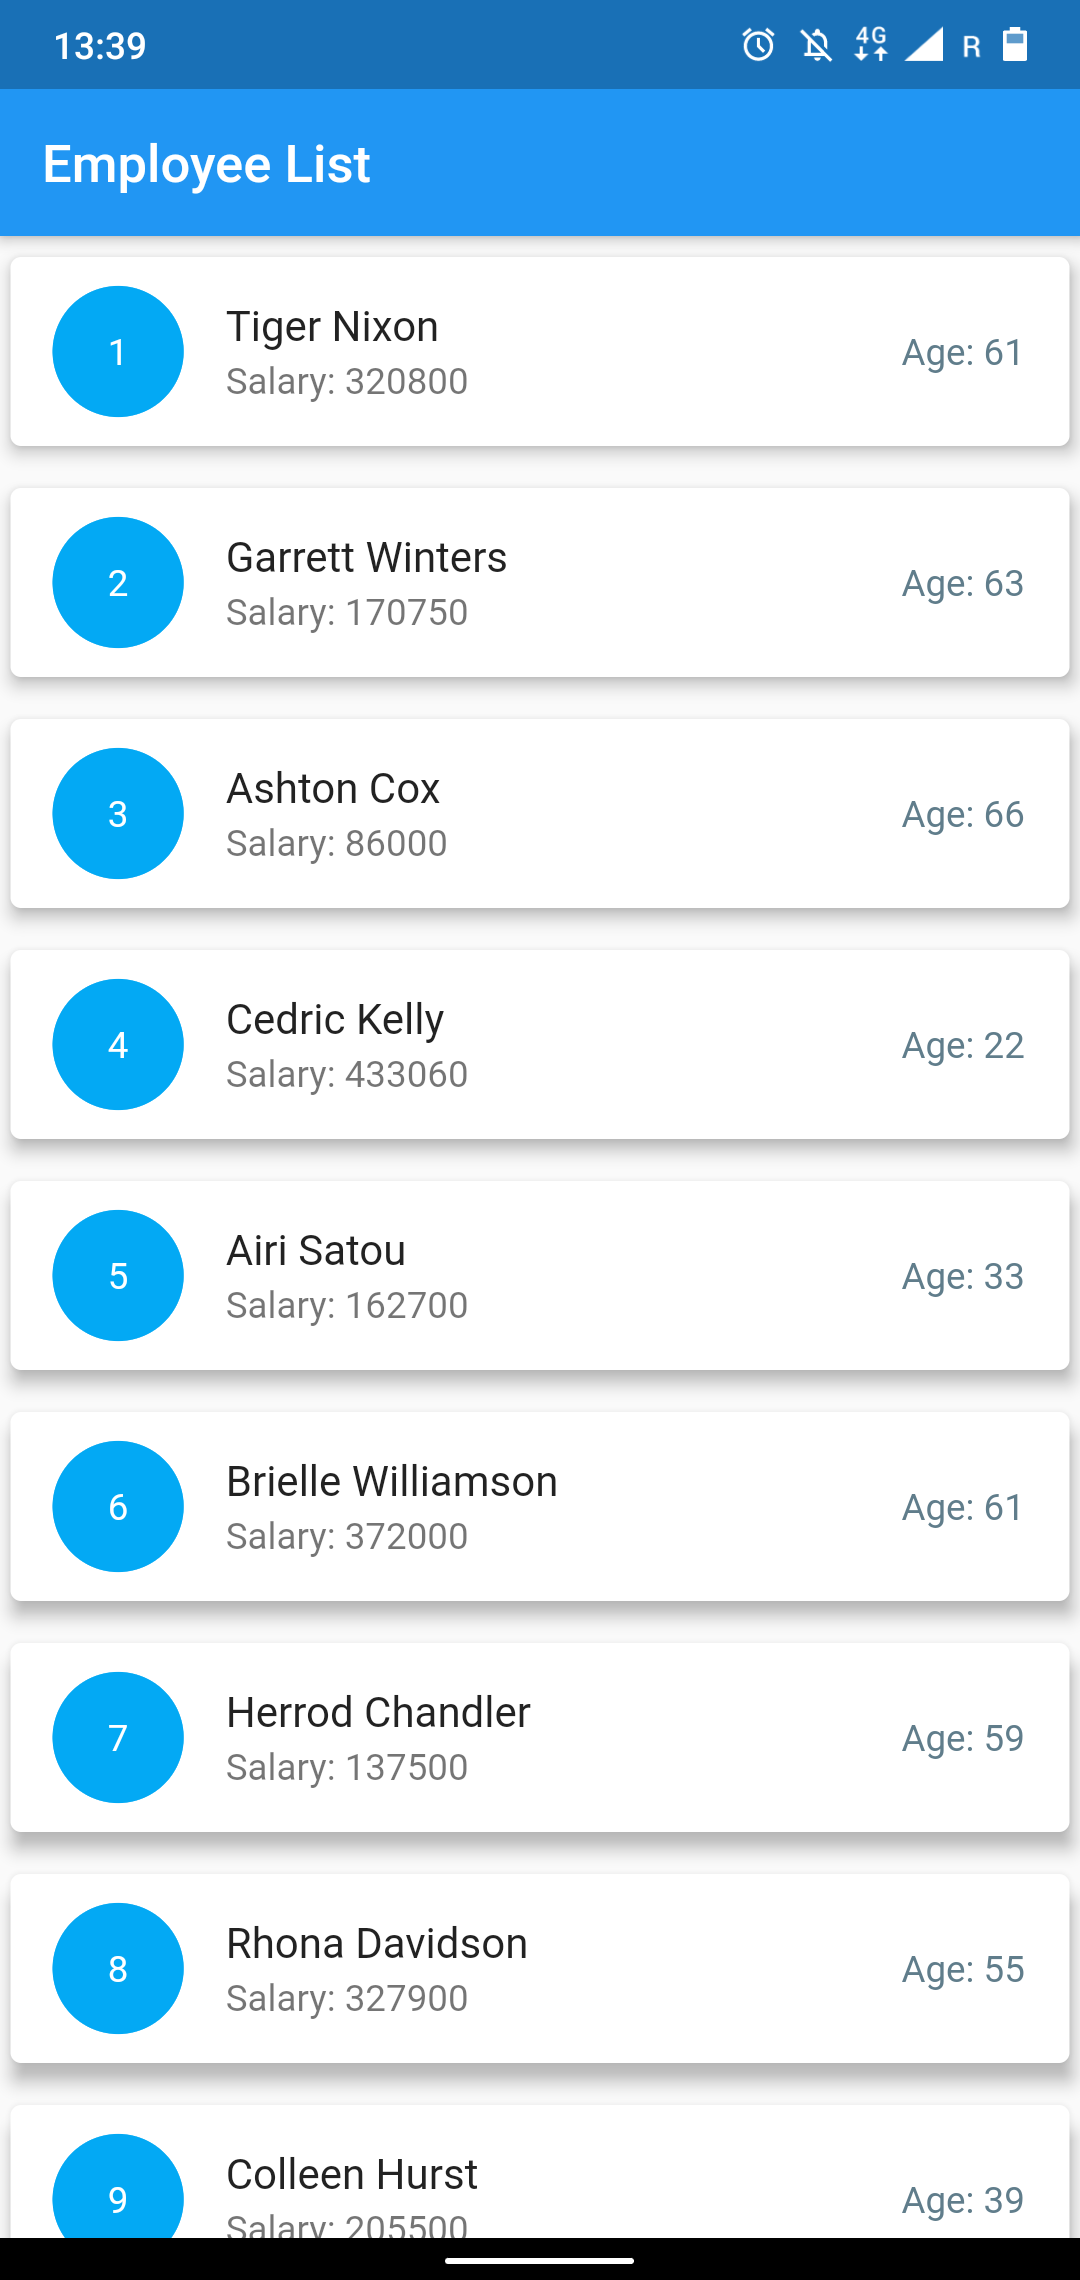 13:39
4G
R
Employee List
1
Tiger Nixon
Salary: 320800
Age: 61
2
Garrett Winters
Salary: 170750
Age: 63
3
Ashton Cox
Salary: 86000
Age: 66
4
Cedric Kelly
Salary: 433060
Age: 22
5
Airi Satou
Salary: 162700
Age: 33
6
Brielle Williamson
Salary: 372000
Age: 61
7
Herrod Chandler
Salary: 137500
Age: 59
8
Rhona Davidson
Salary: 327900
Age: 55
9
Colleen Hurst
Salary: 205500
Age: 39